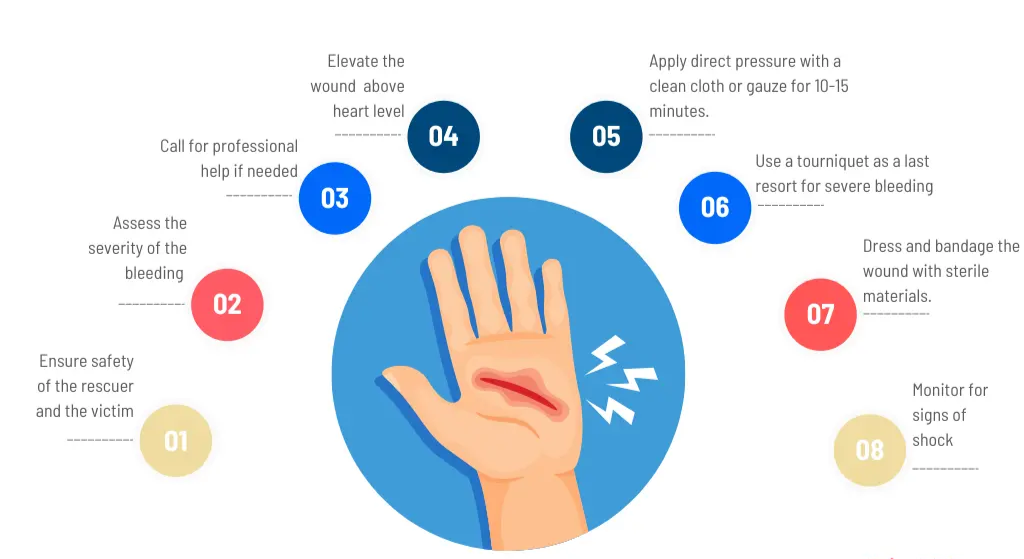 Ensure safety
of the rescuer
and the victim
01
Assess the
severity of the
bleeding
02
Call for professional
help if needed
03
Elevate the
wound above
heart level
04
Apply direct pressure with a
clean cloth or gauze for 10-15
minutes.
05
Use a tourniquet as a last
resort for severe bleeding
06
Dress and bandage the
wound with sterile
materials.
07
Monitor for
signs of
shock
08